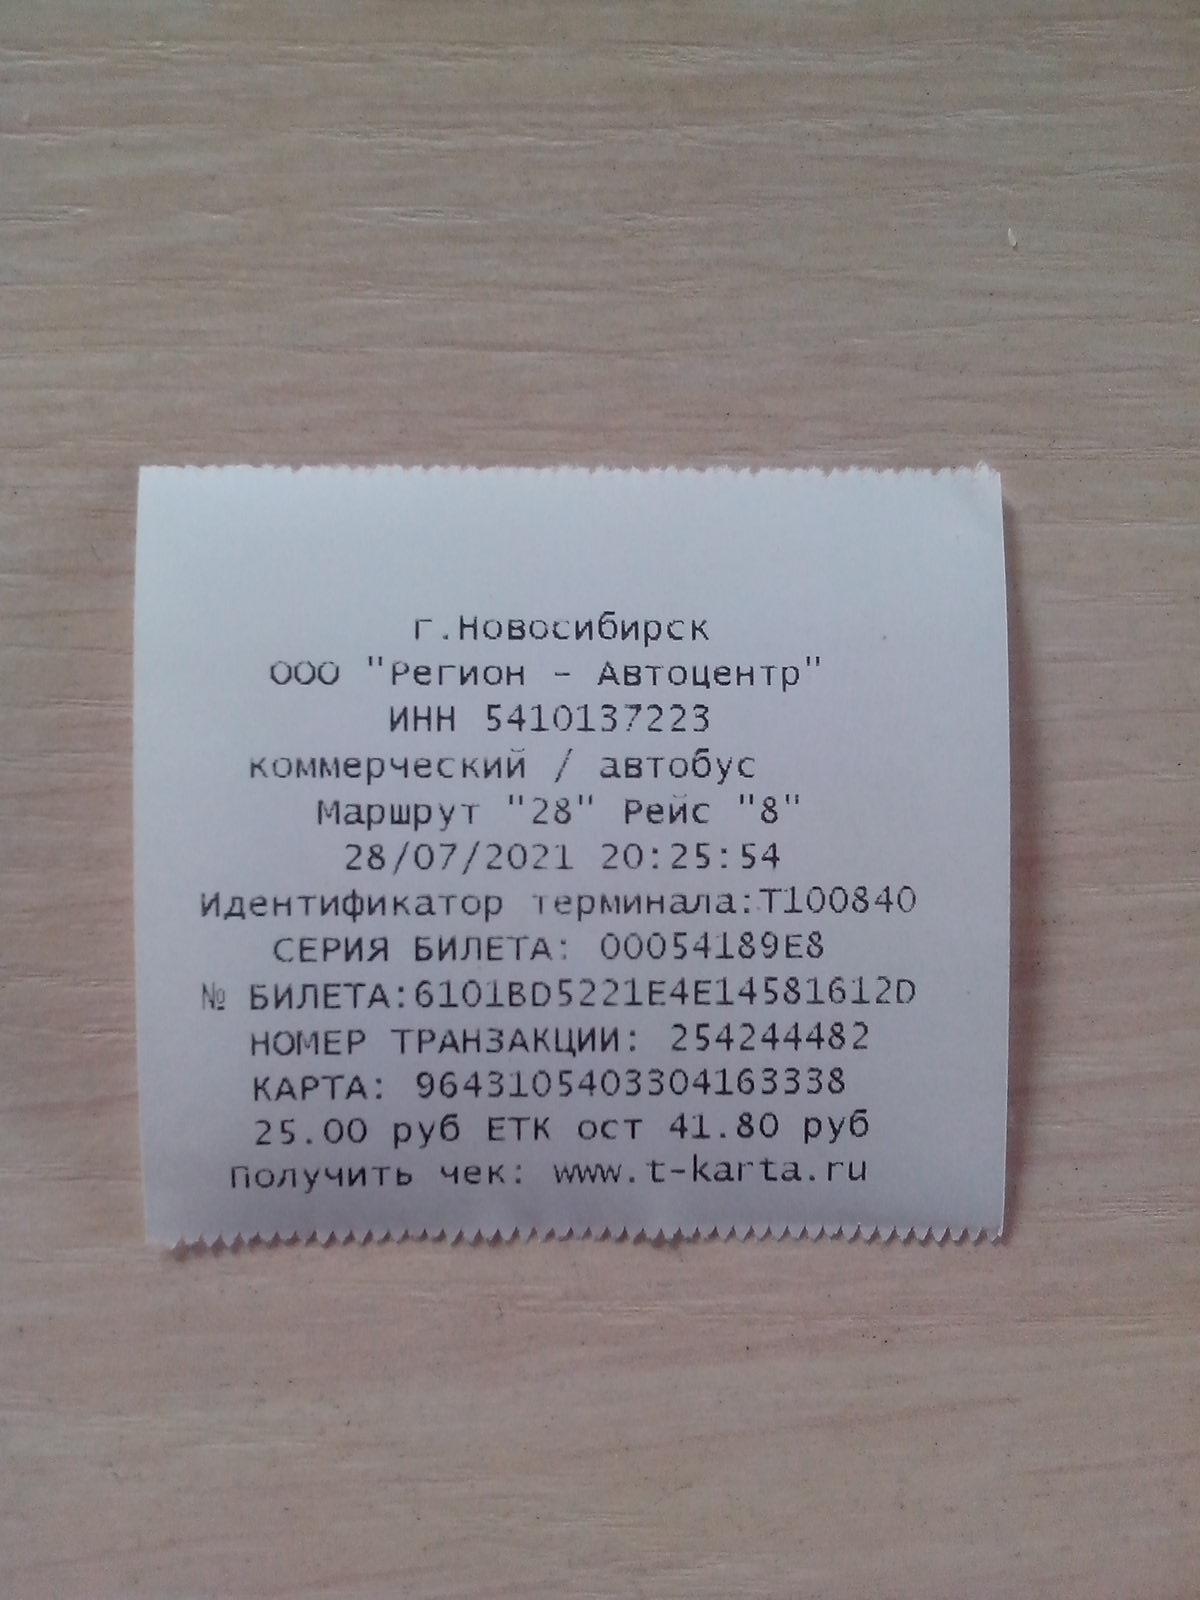 г.Новосибирск
ООО "Регион - Автоцентр"
ИНН 5410137223
коммерческий / автобус
Маршрут "28" Рейс "8"
28/07/2021 20:25:54
Идентификатор терминала:T100840
СЕРИЯ БИЛЕТА: 00054189E8
№ БИЛЕТА:6101BD5221E4E14581612D
НОМЕР ТРАНЗАКЦИИ: 254244482
КАРТА: 9643105403304163338
25.00 руб ЕТК ост 41.80 руб
Получить чек: www.t-karta.ru